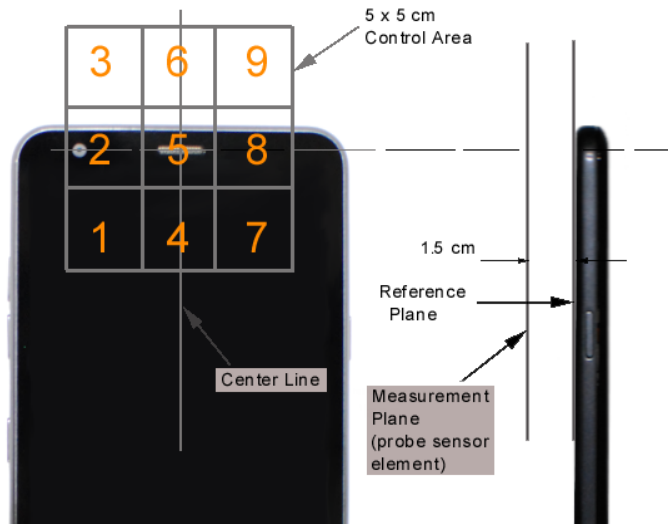 5 x 5 cm
Control Area
3 6 9
2 5 8
1 4 7
1.5 cm
Reference
Plane
Center Line
Measurement
Plane
(probe sensor
element)